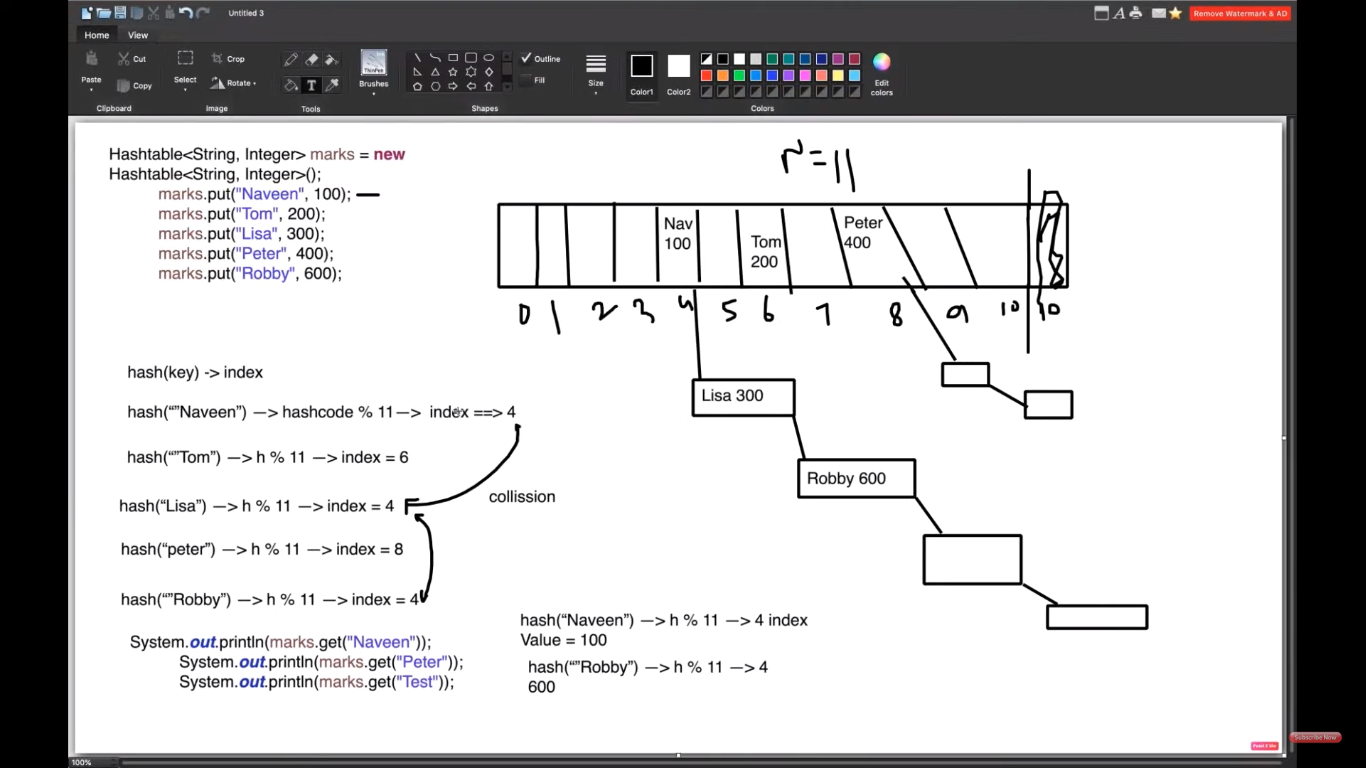 Untitled 3
Remove Watermark & AD
Home View
Paste Cut Copy Clipboard
Select Crop Rotate Image
Tools
Brushes
Shapes
Outline
Fill
Size
Color1 Color2 Colors
Edit colors
Hashtable<String, Integer> marks = new
Hashtable<String, Integer>();
marks.put("Naveen", 100);
marks.put("Tom", 200);
marks.put("Lisa", 300);
marks.put("Peter", 400);
marks.put("Robby", 600);
n=11
Nav
100
Tom
200
Peter
400
0 1 2 3 4 5 6 7 8 9 10 10
Lisa 300
Robby 600
hash(key) -> index
hash(“”Naveen”) —> hashcode % 11—> index ==> 4
hash(“”Tom”) —> h % 11 —> index = 6
hash(“Lisa”) —> h % 11 —> index = 4
collission
hash(“peter”) —> h % 11 —> index = 8
hash(“”Robby”) —> h % 11 —> index = 4
System.out.println(marks.get("Naveen"));
System.out.println(marks.get("Peter"));
System.out.println(marks.get("Test"));
hash(“Naveen”) —> h % 11 —> 4 index
Value = 100
hash(“”Robby”) —> h % 11 —> 4
600
Subscribe Now
100%